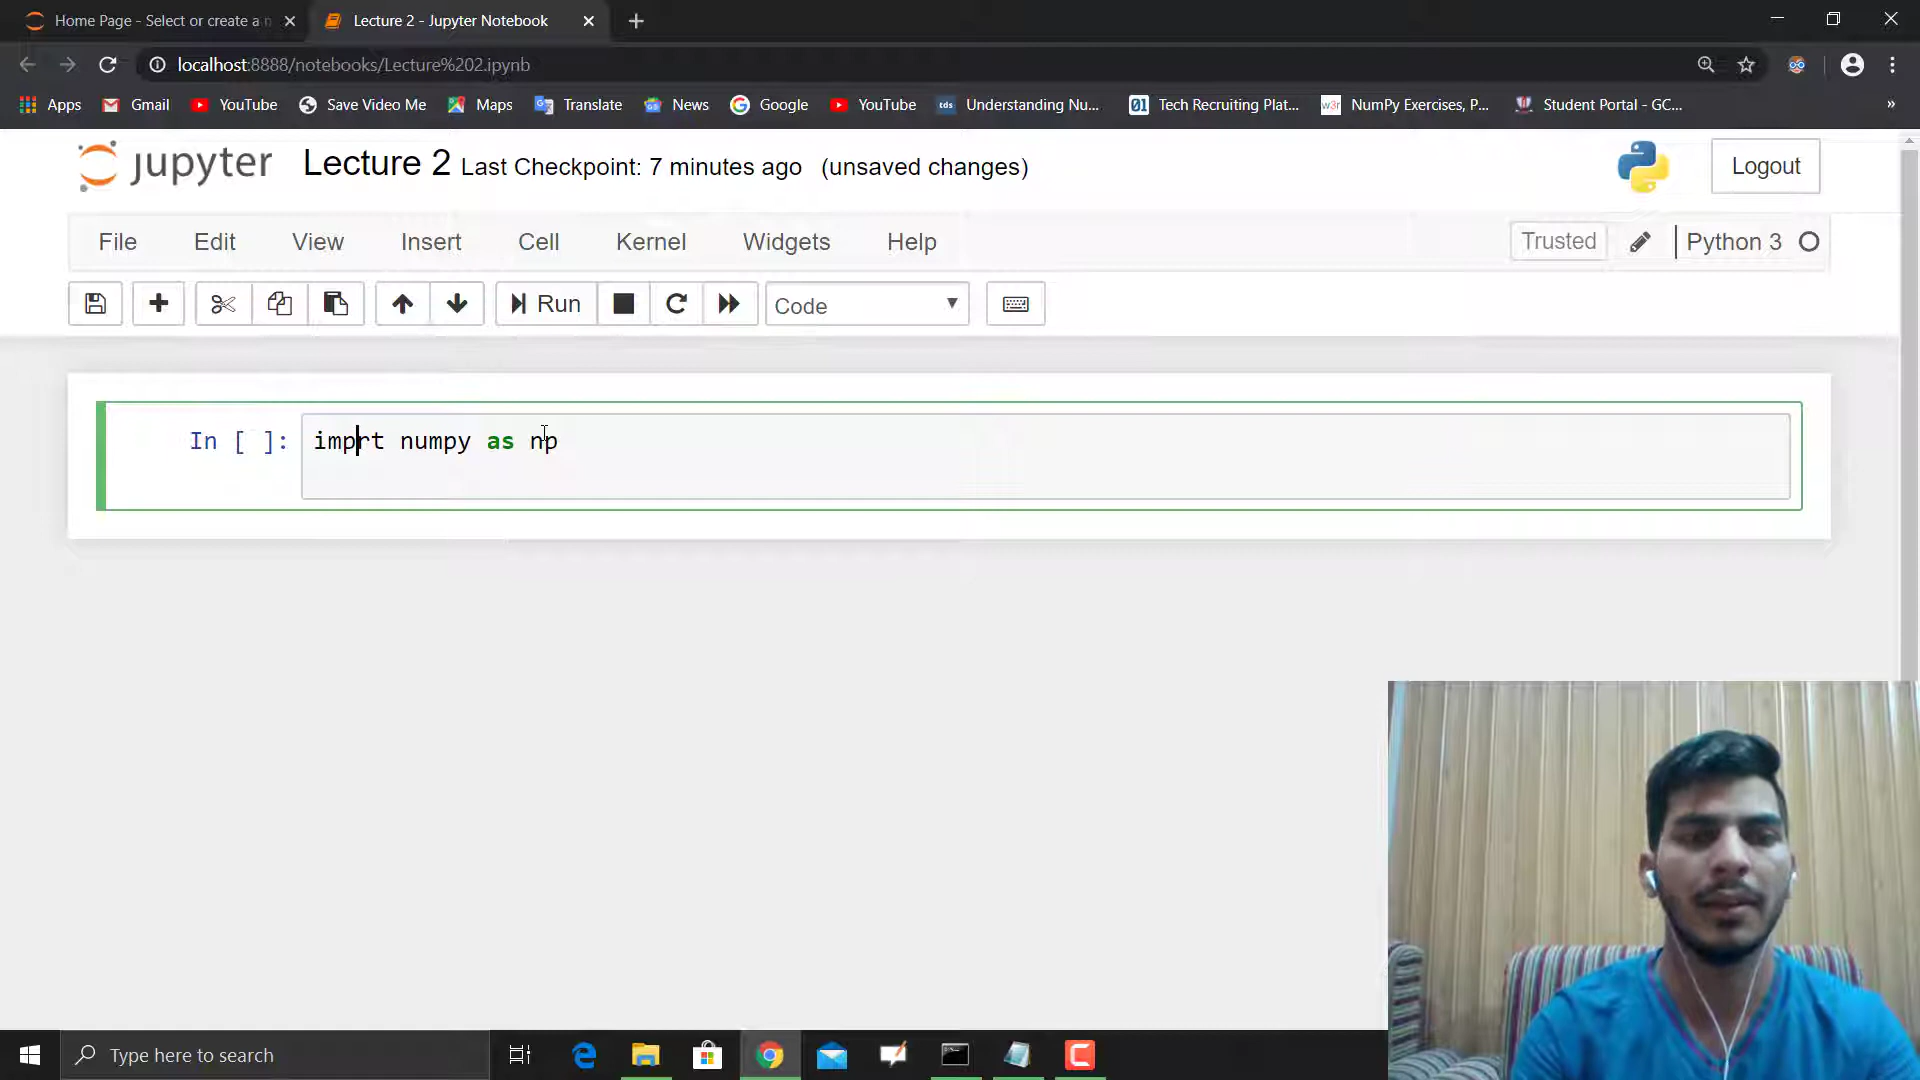 Home Page - Select or create a n
Lecture 2 - Jupyter Notebook
localhost:8888/notebooks/Lecture%202.ipynb
Apps
Gmail
YouTube
Save Video Me
Maps
Translate
News
Google
YouTube
tds Understanding Nu...
01 Tech Recruiting Plat...
w3r NumPy Exercises, P...
Student Portal - GC...
»
jupyter Lecture 2 Last Checkpoint: 7 minutes ago (unsaved changes)
Logout
File Edit View Insert Cell Kernel Widgets Help
Trusted Python 3
Run Code
In [ ]: imprt numpy as np
Type here to search